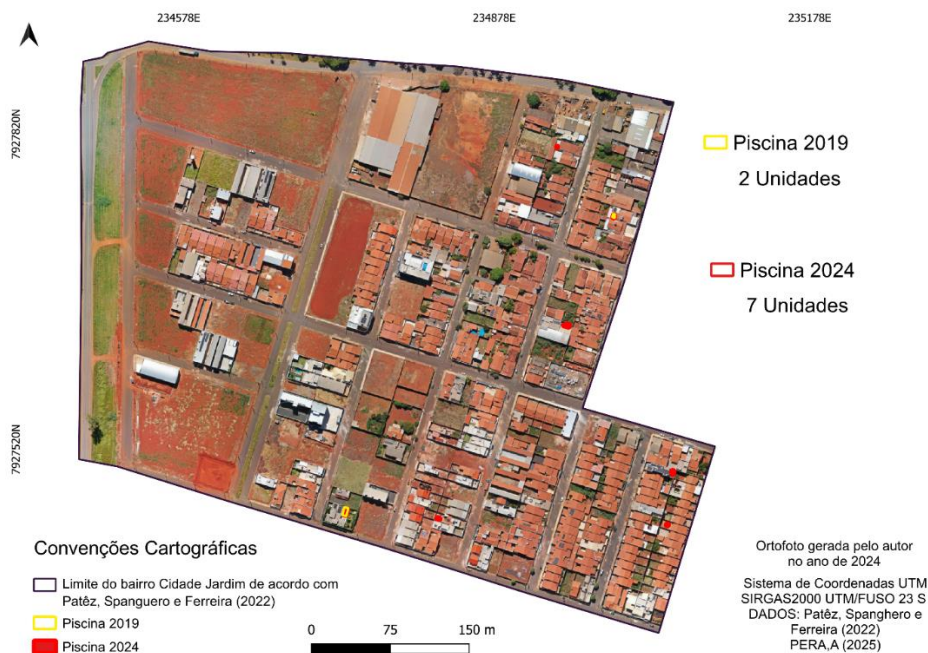 234578E
234878E
235178E
7927820N
Piscina 2019
2 Unidades
Piscina 2024
7 Unidades
7927520N
Convenções Cartográficas
Limite do bairro Cidade Jardim de acordo com
Patêz, Spanguero e Ferreira (2022)
Piscina 2019
Piscina 2024
0 75 150 m
Ortofoto gerada pelo autor
no ano de 2024
Sistema de Coordenadas UTM
SIRGAS2000 UTM/FUSO 23 S
DADOS: Patêz, Spanghero e
Ferreira (2022)
PERA,A (2025)